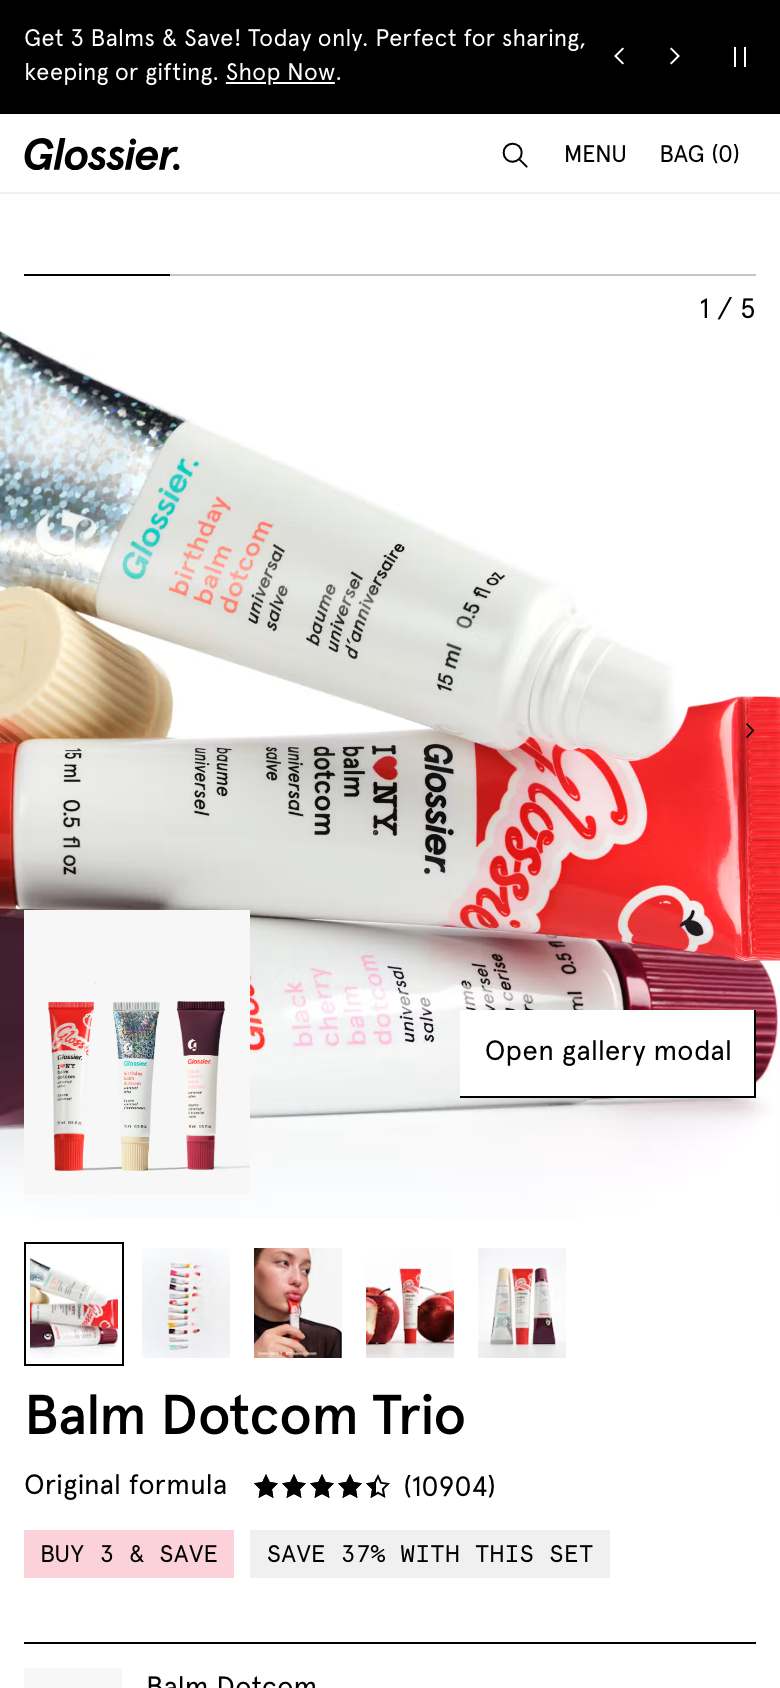 Get 3 Balms & Save! Today only. Perfect for sharing,
keeping or gifting. Shop Now.
Glossier.
MENU
BAG (0)
1 / 5
Glossier.
birthday
balm
dotcom
universal
salve
baume
universel
d'anniversaire
15 ml 0.5 fl oz
Glossier.
I❤NY.
balm
dotcom
universal
salve
baume
universel
15 ml 0.5 fl oz
black
cherry
balm
dotcom
universal
salve
Open gallery modal
Balm Dotcom Trio
Original formula
(10904)
BUY 3 & SAVE
SAVE 37% WITH THIS SET
Balm Dotcom